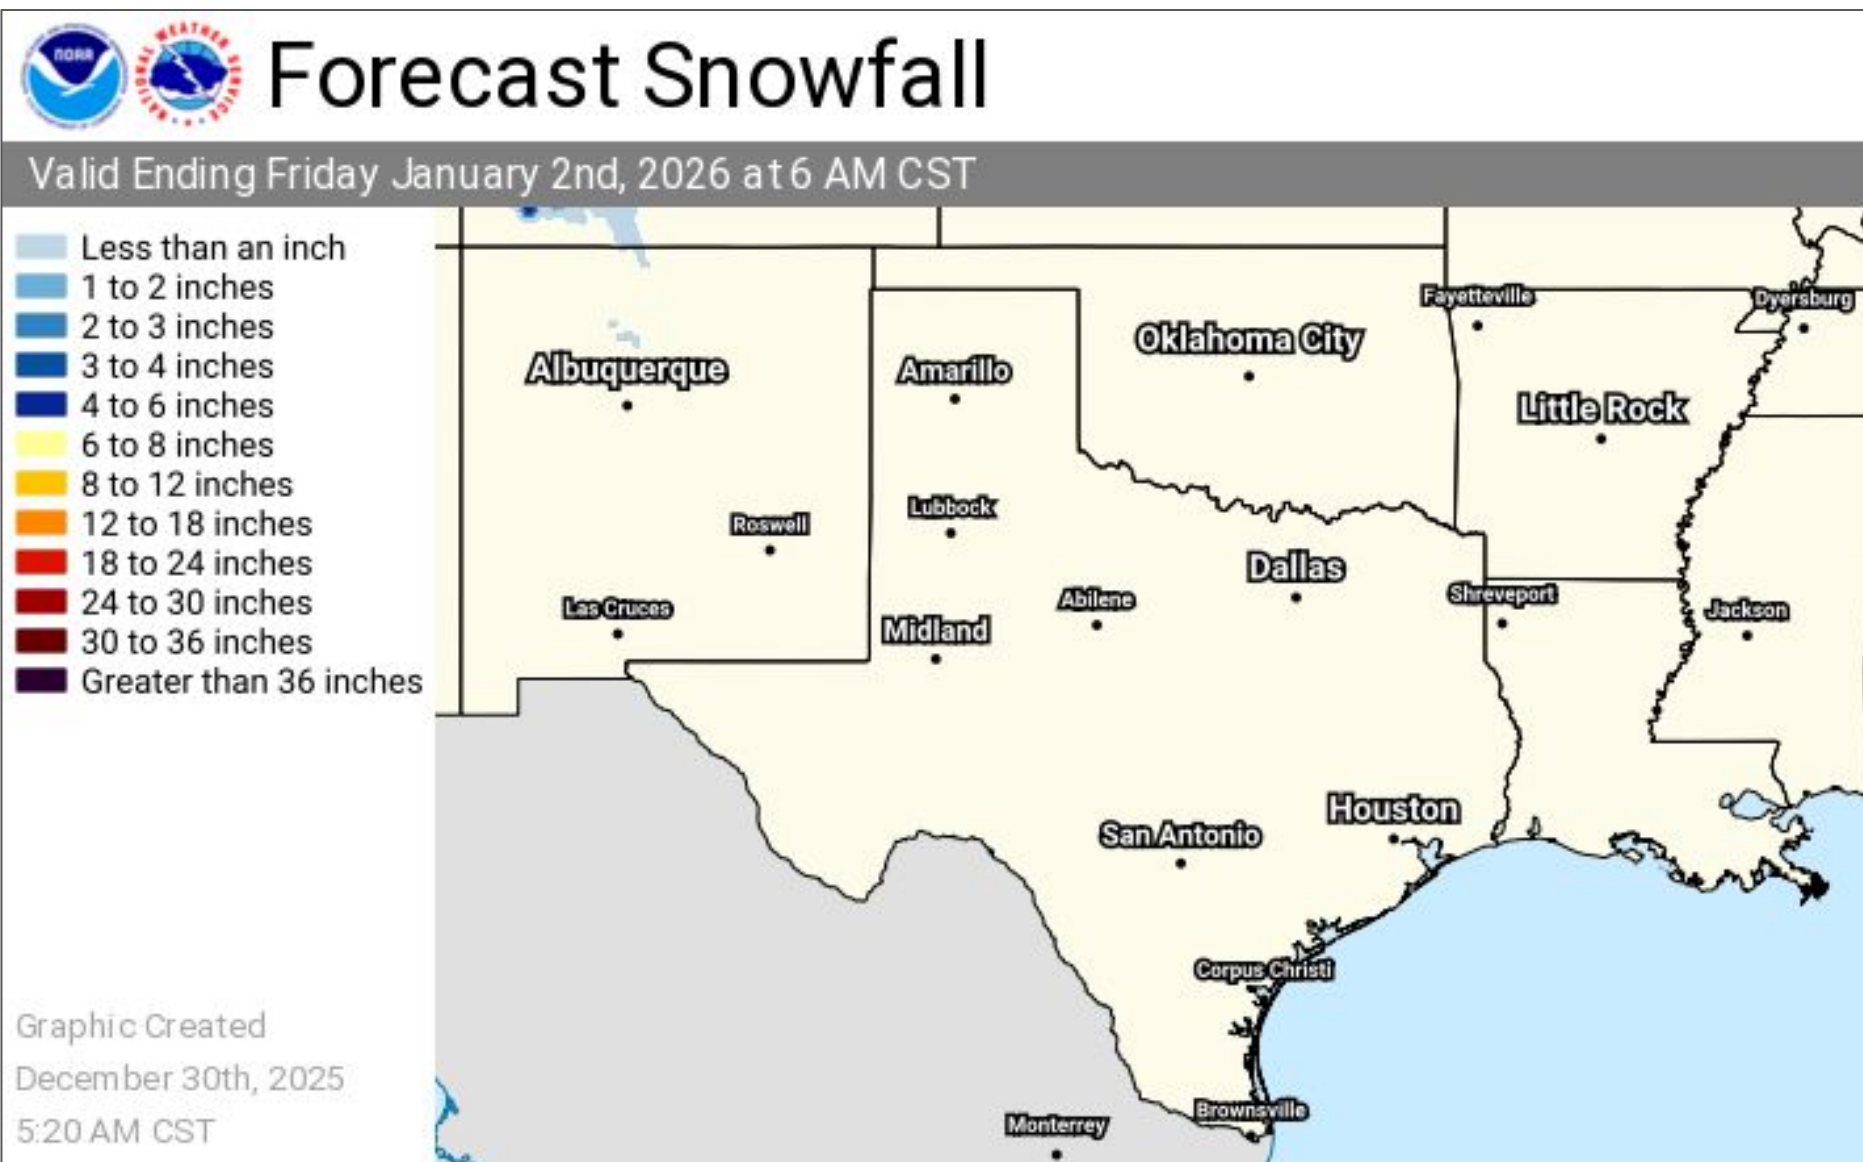 NOAA
NATIONAL WEATHER SERVICE
Forecast Snowfall
Valid Ending Friday January 2nd, 2026 at 6 AM CST
Less than an inch
1 to 2 inches
2 to 3 inches
3 to 4 inches
4 to 6 inches
6 to 8 inches
8 to 12 inches
12 to 18 inches
18 to 24 inches
24 to 30 inches
30 to 36 inches
Greater than 36 inches
Graphic Created
December 30th, 2025
5:20 AM CST
Fayetteville
Dyersburg
Oklahoma City
Albuquerque
Amarillo
Little Rock
Lubbock
Roswell
Dallas
Abilene
Shreveport
Las Cruces
Jackson
Midland
Houston
San Antonio
Corpus Christi
Brownsville
Monterrey